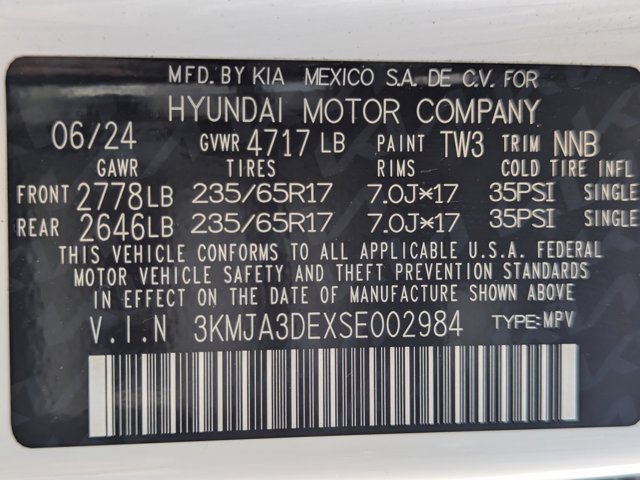 MFD. BY KIA MEXICO S.A. DE C.V. FOR
HYUNDAI MOTOR COMPANY
06/24 GVWR 4717 LB PAINT TW3 TRIM NNB
GAWR TIRES RIMS COLD TIRE INFL
FRONT 2778LB 235/65R17 7.0J×17 35PSI SINGLE
REAR 2646LB 235/65R17 7.0J×17 35PSI SINGLE
THIS VEHICLE CONFORMS TO ALL APPLICABLE U.S.A. FEDERAL
MOTOR VEHICLE SAFETY AND THEFT PREVENTION STANDARDS
IN EFFECT ON THE DATE OF MANUFACTURE SHOWN ABOVE.
V.I.N 3KMJA3DEXSE002984 TYPE: MPV